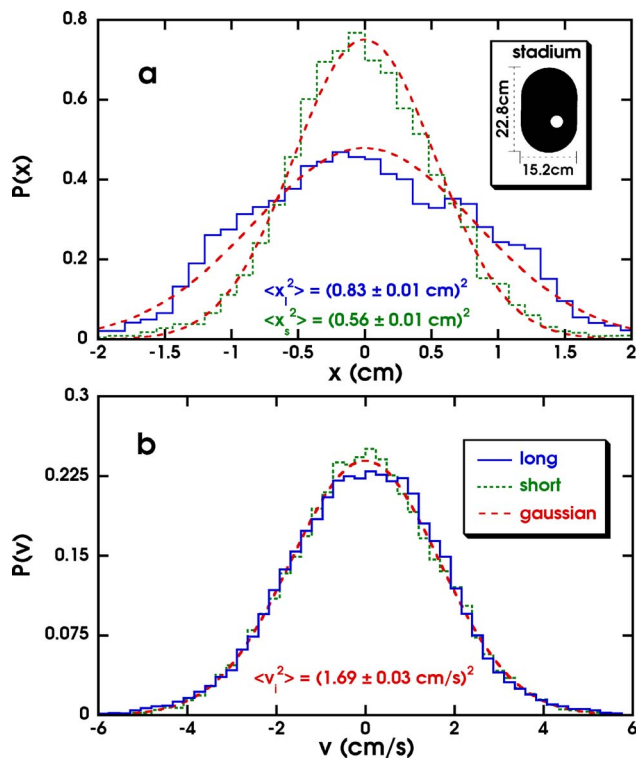 a
stadium
22.8cm
15.2cm
P(x)
0.8
0.6
0.4
0.2
0
<x_l^2> = (0.83 ± 0.01 cm)^2
<x_s^2> = (0.56 ± 0.01 cm)^2
-2 -1.5 -1 -0.5 0 0.5 1 1.5 2
x (cm)
b
P(v)
0.3
0.225
0.15
0.075
0
long
short
gaussian
<v_i^2> = (1.69 ± 0.03 cm/s)^2
-6 -4 -2 0 2 4 6
v (cm/s)